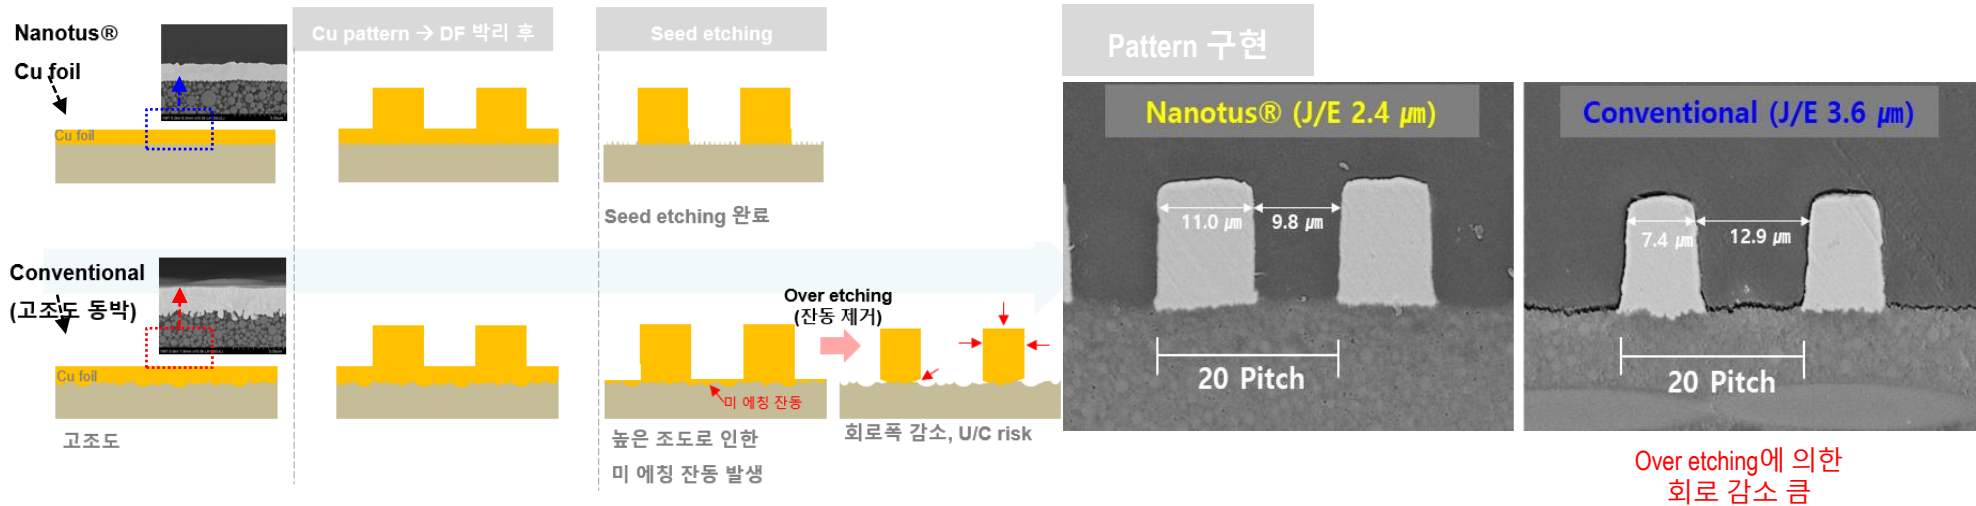 Nanotus®
Cu foil
Cu foil
Cu pattern → DF 박리 후
Seed etching
Seed etching 완료
Conventional
(고조도 동박)
Cu foil
고조도
미 에칭 잔동
높은 조도로 인한
미 에칭 잔동 발생
Over etching
(잔동 제거)
회로폭 감소, U/C risk
Pattern 구현
Nanotus® (J/E 2.4 ㎛)
11.0 ㎛
9.8 ㎛
20 Pitch
Conventional (J/E 3.6 ㎛)
7.4 ㎛
12.9 ㎛
20 Pitch
Over etching에 의한
회로 감소 큼